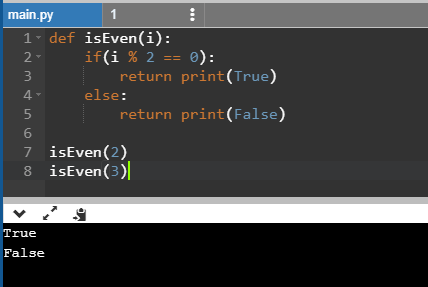 main.py 1
1 def isEven(i):
2     if(i % 2 == 0):
3         return print(True)
4     else:
5         return print(False)
6
7 isEven(2)
8 isEven(3)
True
False